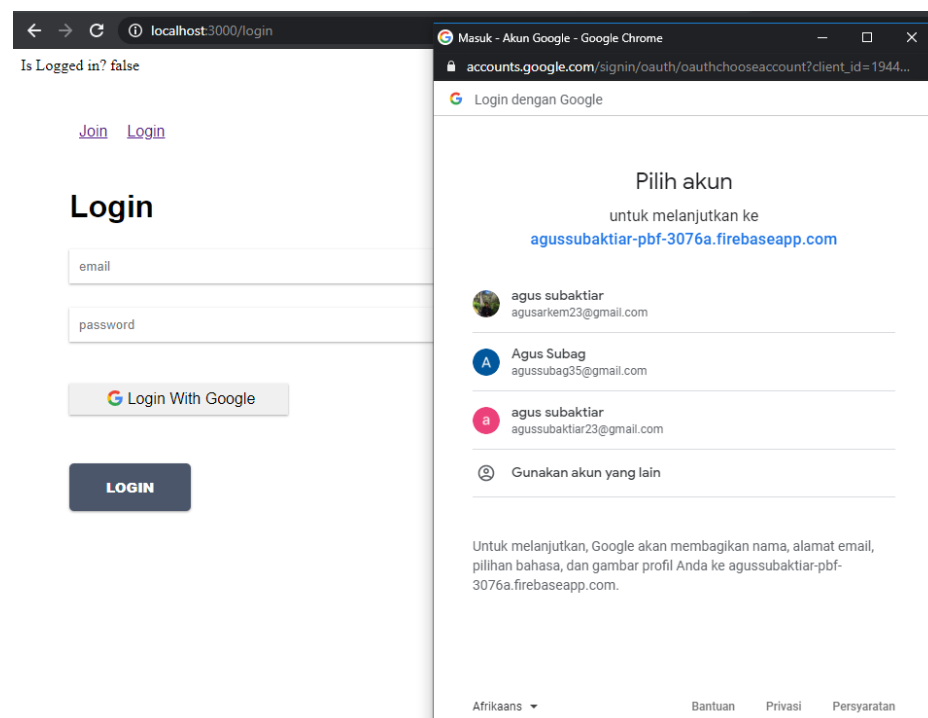 localhost:3000/login
Is Logged in? false
Join Login
Login
email
password
Login With Google
LOGIN
Masuk - Akun Google - Google Chrome
accounts.google.com/signin/oauth/oauthchooseaccount?client_id=1944...
Login dengan Google
Pilih akun
untuk melanjutkan ke
agussubaktiar-pbf-3076a.firebaseapp.com
agus subaktiar
agusarkem23@gmail.com
A
Agus Subag
agussubag35@gmail.com
a
agus subaktiar
agussubaktiar23@gmail.com
Gunakan akun yang lain
Untuk melanjutkan, Google akan membagikan nama, alamat email,
pilihan bahasa, dan gambar profil Anda ke agussubaktiar-pbf-
3076a.firebaseapp.com.
Afrikaans Bantuan Privasi Persyaratan